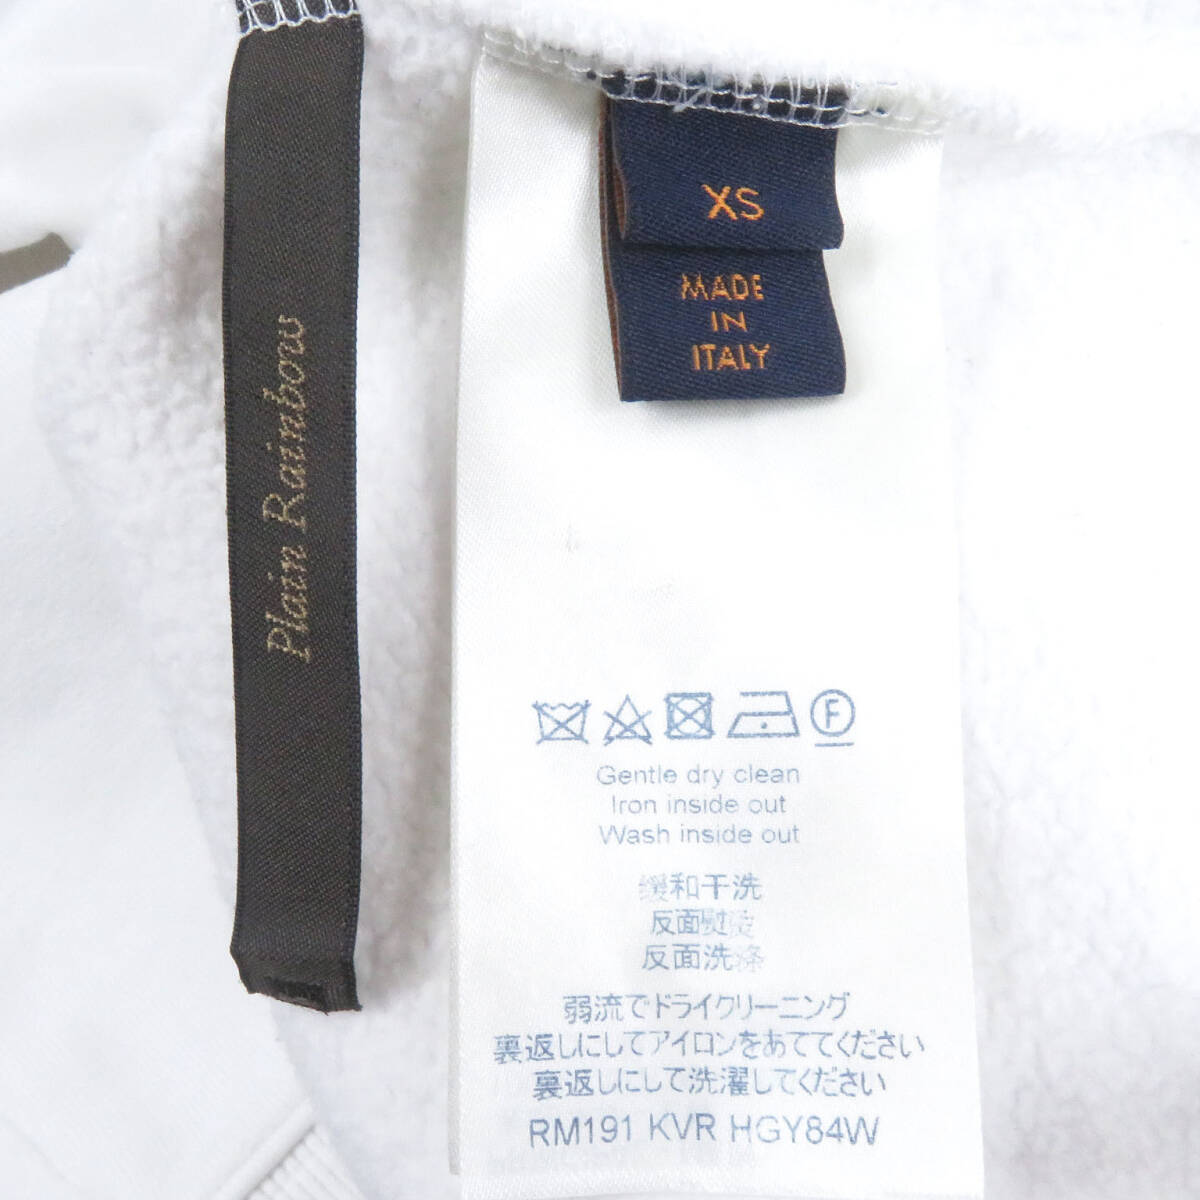 Plain Rainbow
XS
MADE
IN
ITALY
F
Gentle dry clean
Iron inside out
Wash inside out
缓和干洗
反面熨烫
反面洗涤
弱流でドライクリーニング
裏返しにしてアイロンをあててください
裏返しにして洗濯してください
RM191 KVR HGY84W